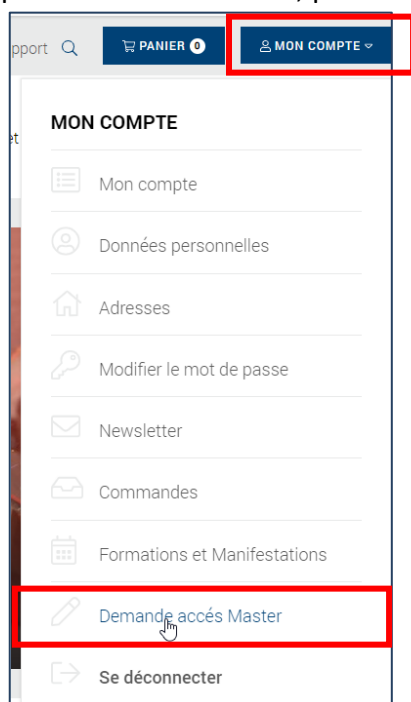 pport PANIER 0 MON COMPTE
MON COMPTE
et
Mon compte
Données personnelles
Adresses
Modifier le mot de passe
Newsletter
Commandes
Formations et Manifestations
Demande accés Master
Se déconnecter